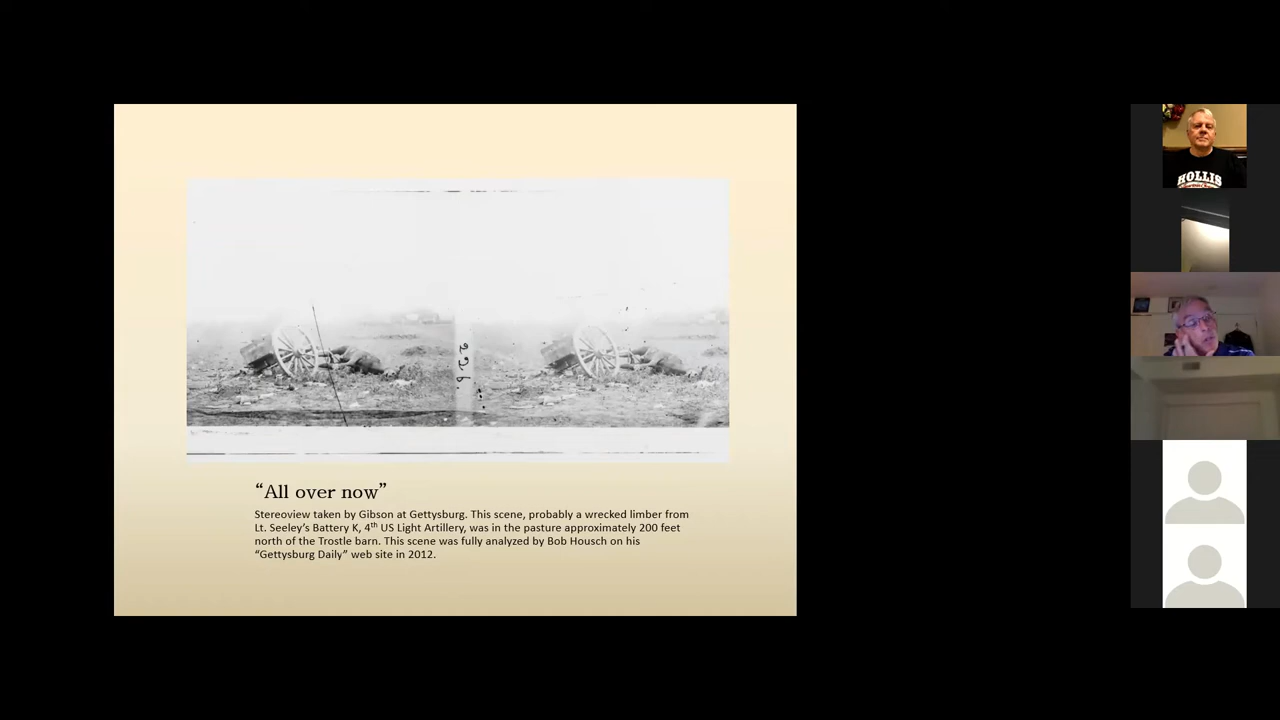 HOLLIS
229
“All over now”
Stereoview taken by Gibson at Gettysburg. This scene, probably a wrecked limber from
Lt. Seeley’s Battery K, 4th US Light Artillery, was in the pasture approximately 200 feet
north of the Trostle barn. This scene was fully analyzed by Bob Housch on his
“Gettysburg Daily” web site in 2012.